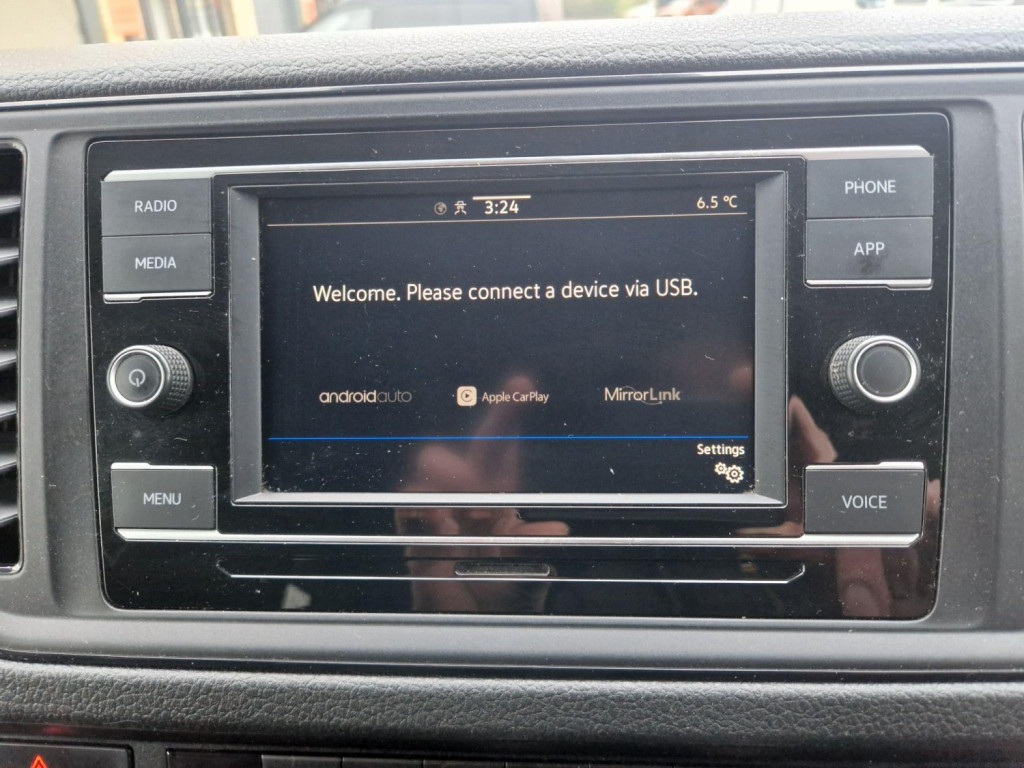 RADIO
MEDIA
3:24
6.5 °C
PHONE
APP
Welcome. Please connect a device via USB.
androidauto
Apple CarPlay
MirrorLink
Settings
MENU
VOICE